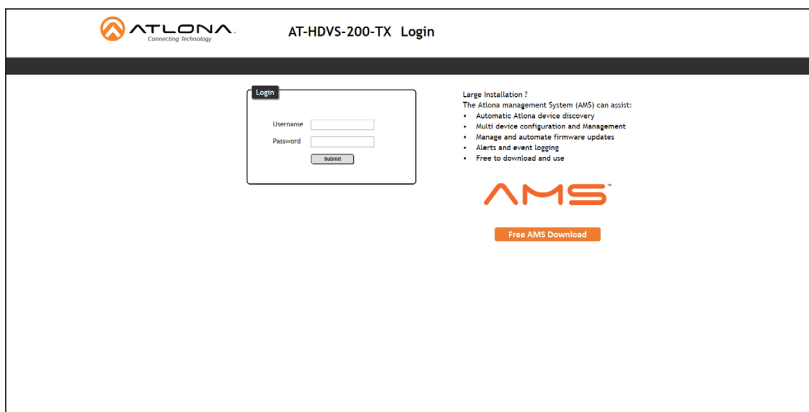 ATLONA.
Connecting Technology
AT-HDVS-200-TX Login
Login
Username
Password
Submit
Large Installation ?
The Atlona management System (AMS) can assist:
• Automatic Atlona device discovery
• Multi device configuration and Management
• Manage and automate firmware updates
• Alerts and event logging
• Free to download and use
AMS™
Free AMS Download